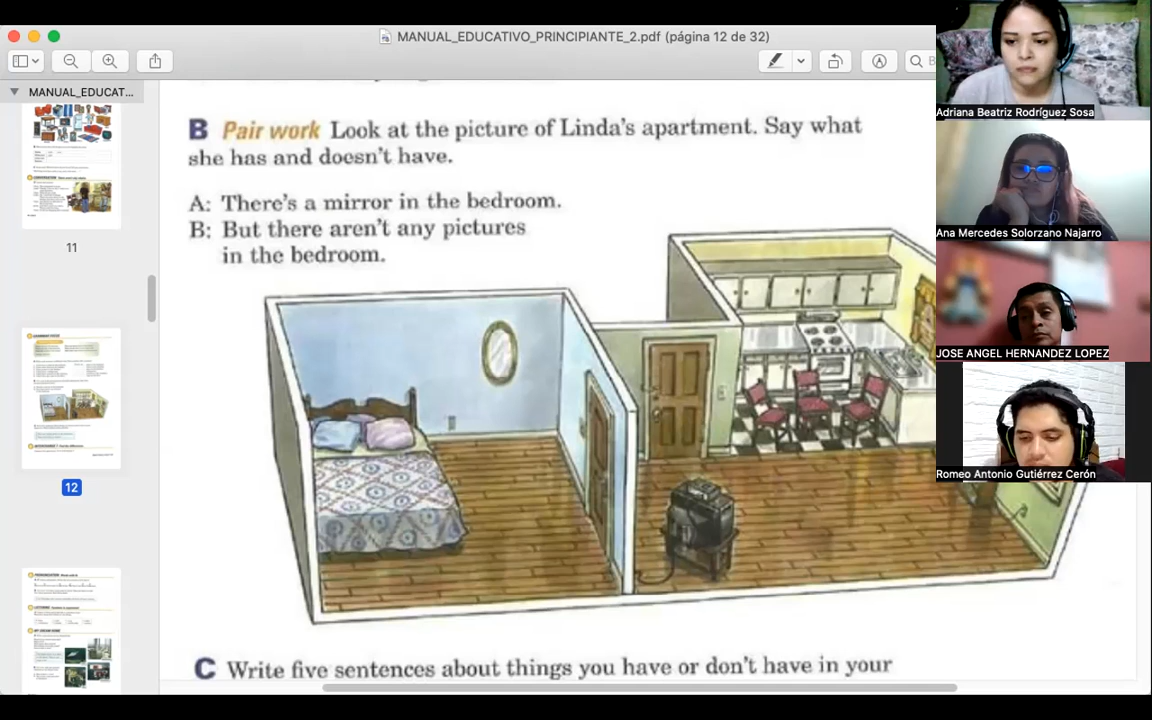 MANUAL_EDUCATIVO_PRINCIPIANTE_2.pdf (página 12 de 32)
MANUAL_EDUCAT...
11
12
B Pair work Look at the picture of Linda's apartment. Say what
she has and doesn't have.
A: There's a mirror in the bedroom.
B: But there aren't any pictures
in the bedroom.
C Write five sentences about things you have or don't have in your
Adriana Beatriz Rodríguez Sosa
Ana Mercedes Solorzano Najarro
JOSE ANGEL HERNANDEZ LOPEZ
Romeo Antonio Gutiérrez Cerón